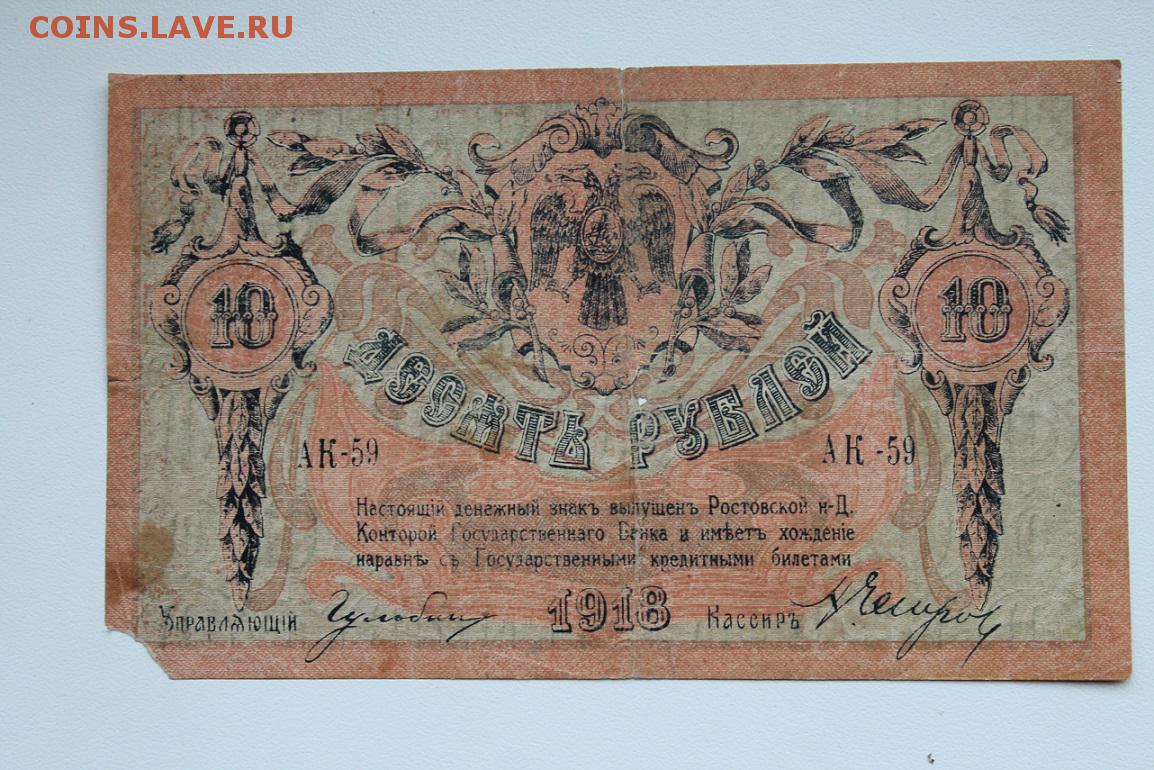 COINS.LAVE.RU
10
10
ДЕСЯТЬ РУБЛЕЙ
АК-59
АК-59
Настоящій денежный знакъ выпущенъ Ростовской н-Д.
Конторой Государственнаго Банка и имѣетъ хожденіе
наравнѣ съ Государственными кредитными билетами
Управляющій
1918
Кассиръ